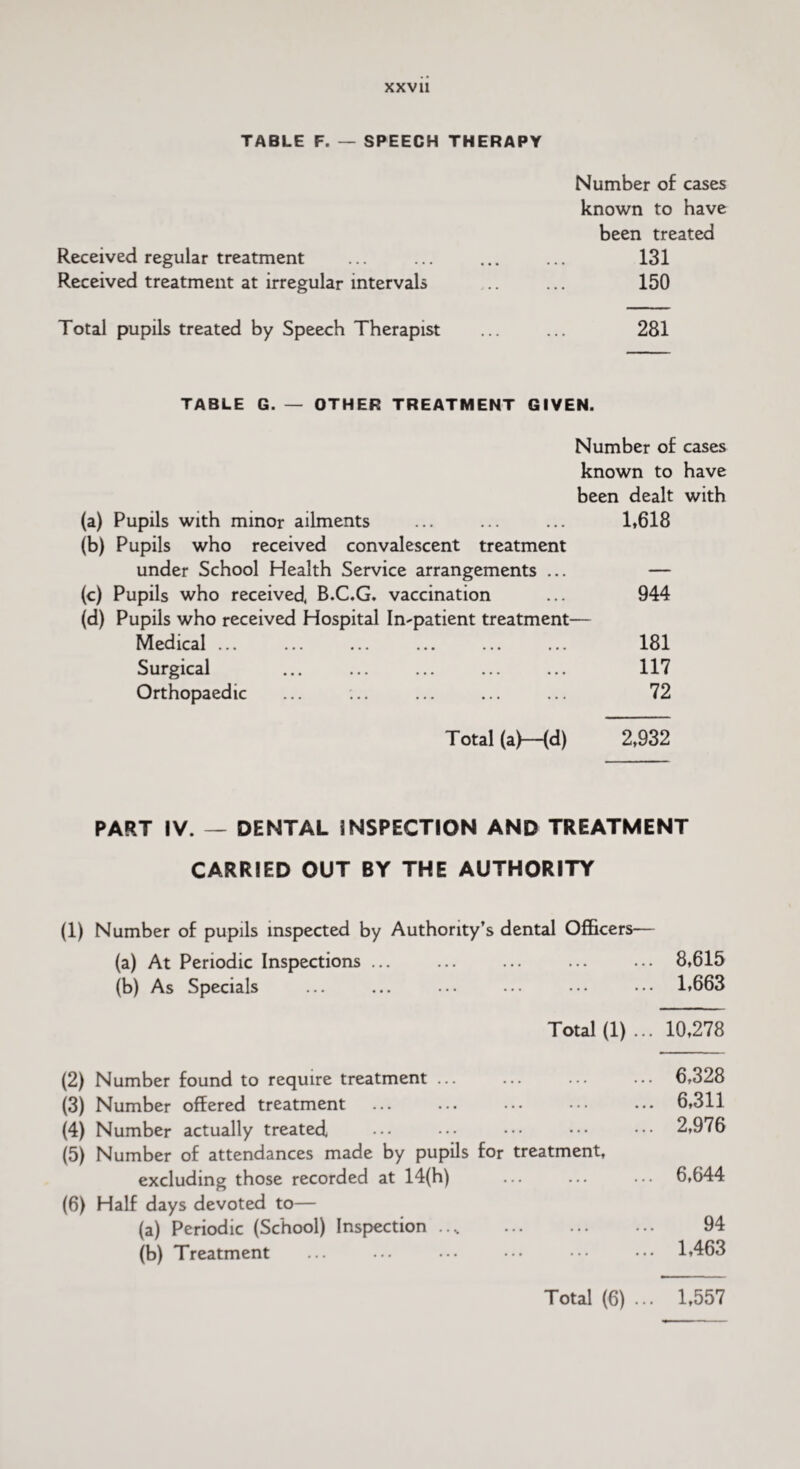 xxvii
TABLE F. — SPEECH THERAPY
Number of cases
known to have
been treated
Received regular treatment ... ... ... ... 131
Received treatment at irregular intervals ... ... 150
Total pupils treated by Speech Therapist ... ... 281
TABLE G. — OTHER TREATMENT GIVEN.
Number of cases
known to have
been dealt with
(a) Pupils with minor ailments ... ... ... 1,618
(b) Pupils who received convalescent treatment
under School Health Service arrangements ... —
(c) Pupils who received, B.C.G. vaccination ... 944
(d) Pupils who received Hospital In-patient treatment—
Medical ... ... ... ... ... ... 181
Surgical ... ... ... ... ... 117
Orthopaedic ... ... ... ... ... 72
Total (a)—(d) 2,932
PART IV. — DENTAL INSPECTION AND TREATMENT
CARRIED OUT BY THE AUTHORITY
(1) Number of pupils inspected by Authority's dental Officers—
(a) At Periodic Inspections ... ... ... ... ... 8,615
(b) As Specials ... ... ... ... ... ... 1,663
Total (1) ... 10,278
(2) Number found to require treatment ... ... ... ... 6,328
(3) Number offered treatment ... ... ... ... ... 6,311
(4) Number actually treated, ... ... ... ... ... 2,976
(5) Number of attendances made by pupils for treatment,
excluding those recorded at 14(h) ... ... ... 6,644
(6) Half days devoted to—
(a) Periodic (School) Inspection ... ... ... ... 94
(b) Treatment ... ... ... ... ... ... 1,463
Total (6) ... 1,557